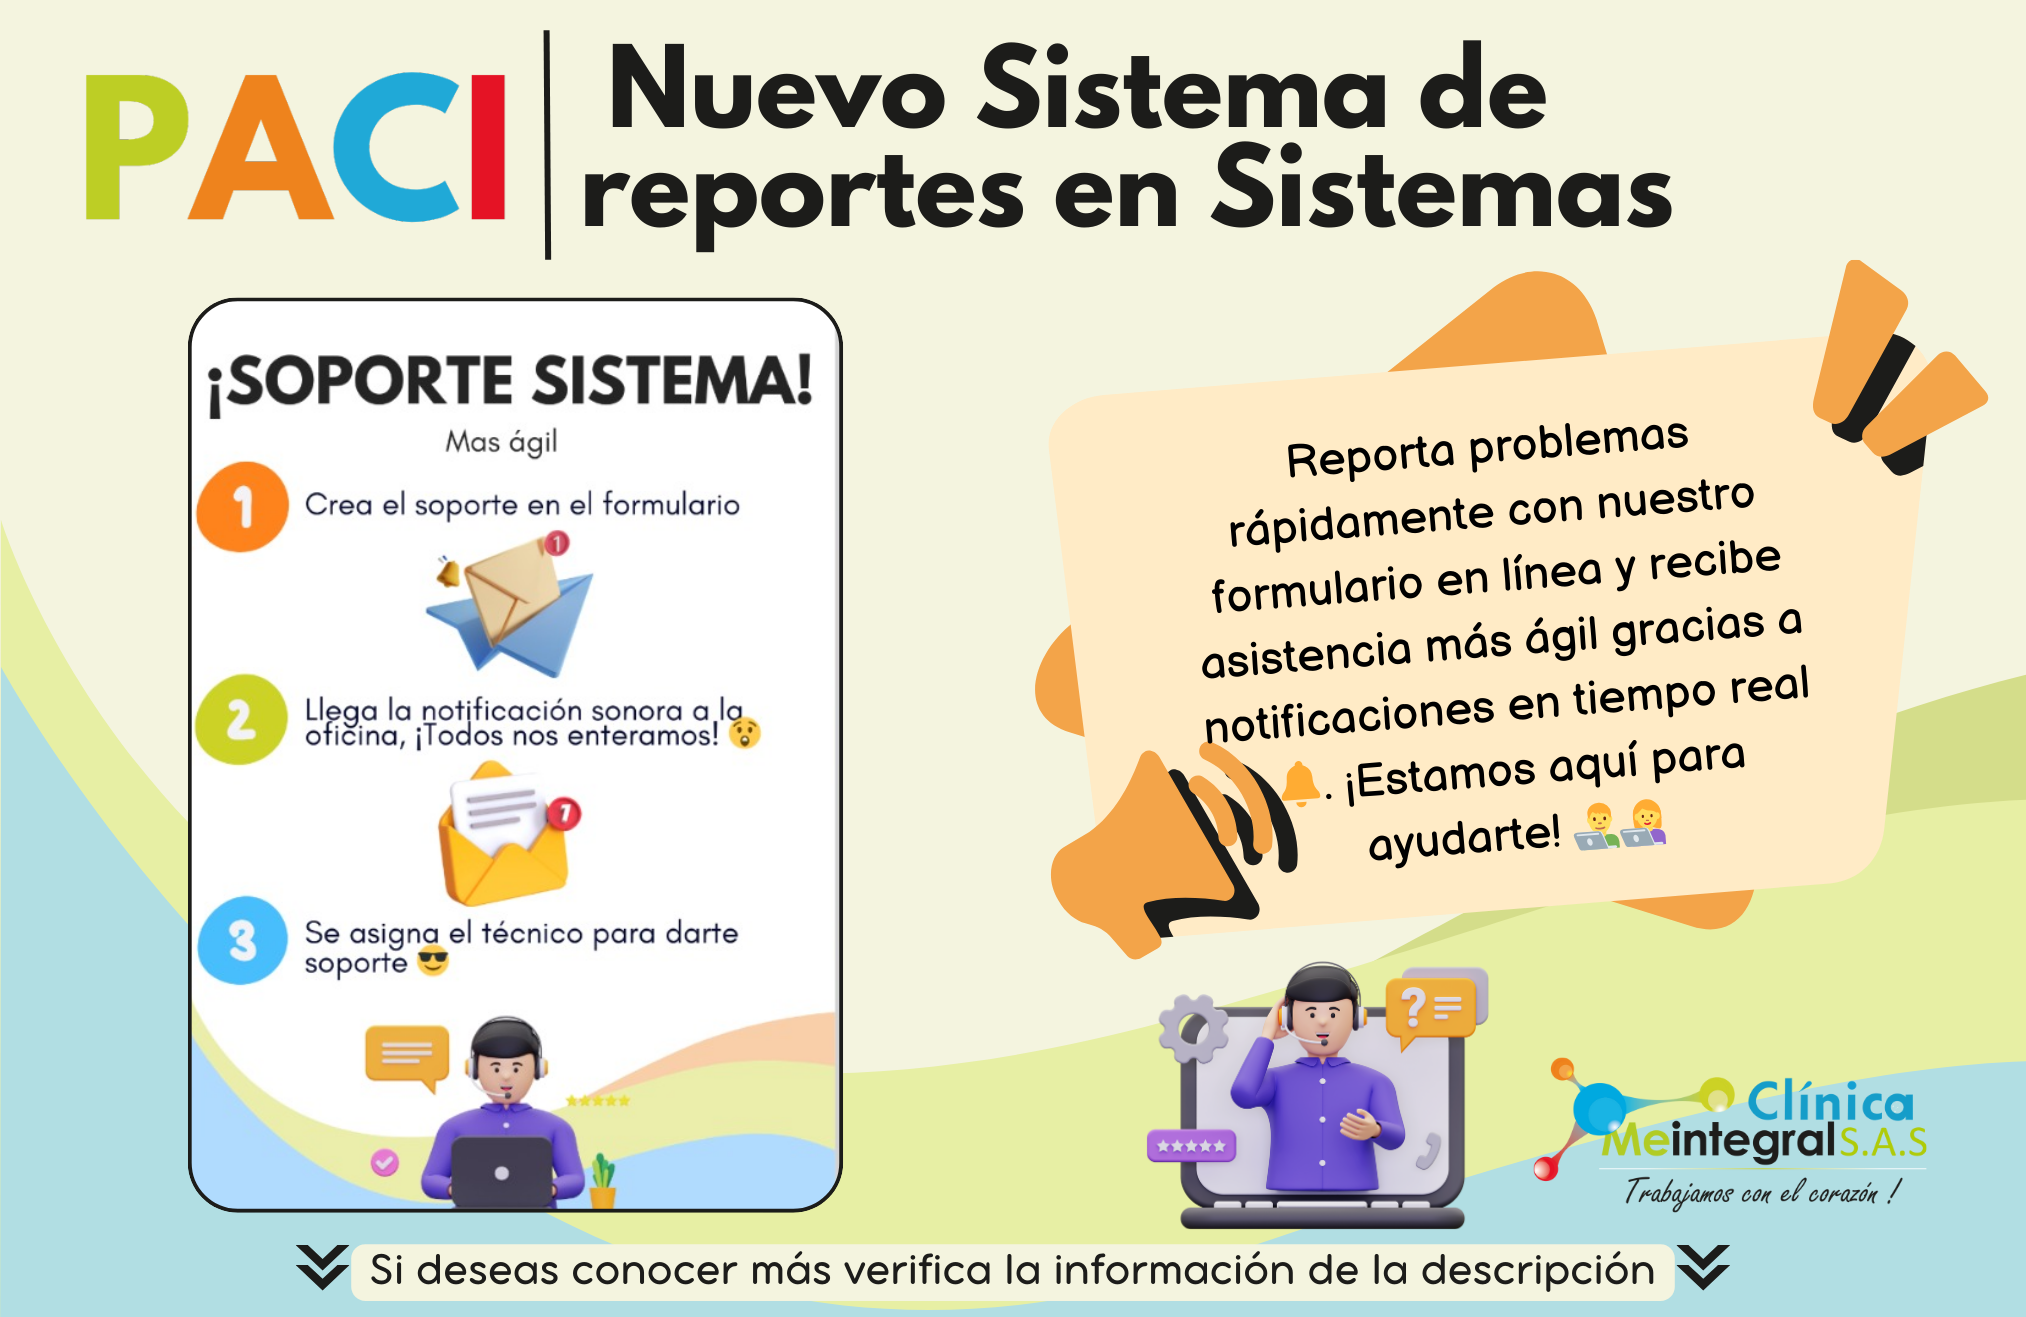 PACI
Nuevo Sistema de
reportes en Sistemas
¡SOPORTE SISTEMA!
Mas ágil
1
Crea el soporte en el formulario
1
2
Llega la notificación sonora a la
oficina, ¡Todos nos enteramos! 😲
1
3
Se asigna el técnico para darte
soporte 😎
Reporta problemas
rápidamente con nuestro
formulario en línea y recibe
asistencia más ágil gracias a
notificaciones en tiempo real
🔔. ¡Estamos aquí para
ayudarte! 👨‍💻👩‍💻
?
Clínica
MeintegralS.A.S
Trabajamos con el corazón !
Si deseas conocer más verifica la información de la descripción